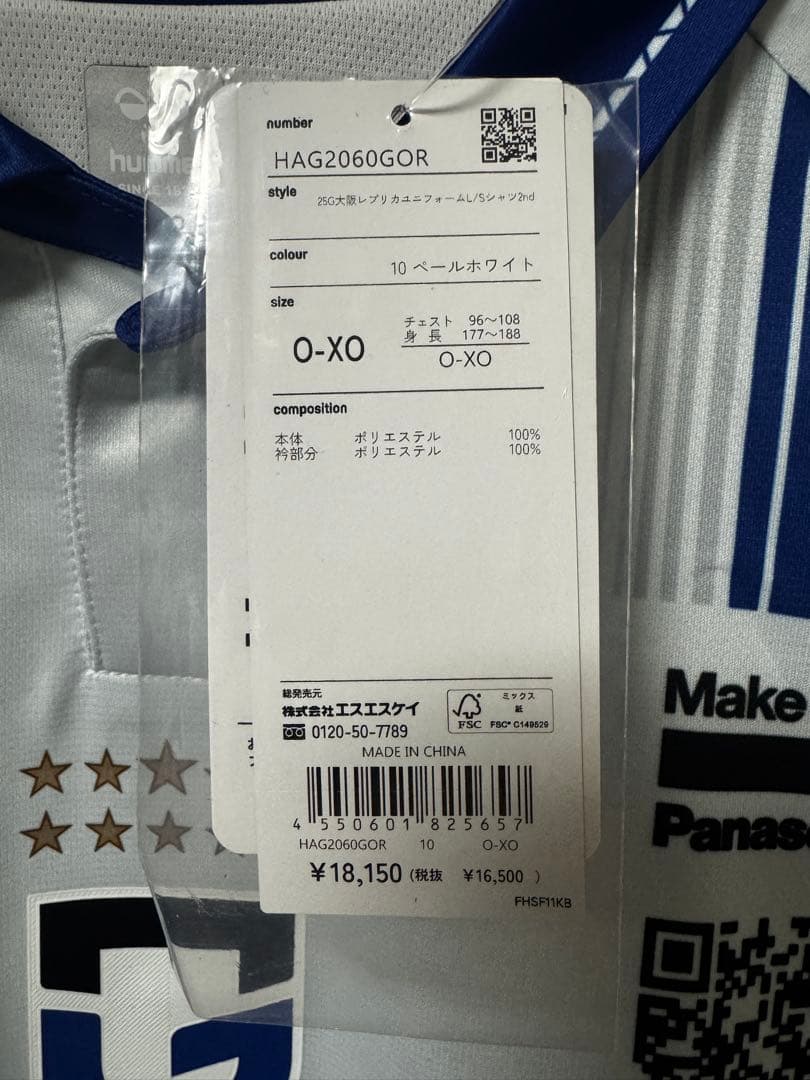 hummel
number
HAG2060GOR
style
25G大阪レプリカユニフォームL/Sシャツ2nd
colour
10 ペールホワイト
size
O-XO
チェスト 96～108
身 長 177～188
O-XO
composition
本体 ポリエステル 100%
衿部分 ポリエステル 100%
総発売元
株式会社エスエスケイ
0120-50-7789
FSC
ミックス
紙
FSC® C149529
MADE IN CHINA
4 550601 825657
HAG2060GOR 10 O-XO
¥18,150 (税抜 ¥16,500 )
FHSF11KB
Make
Panas